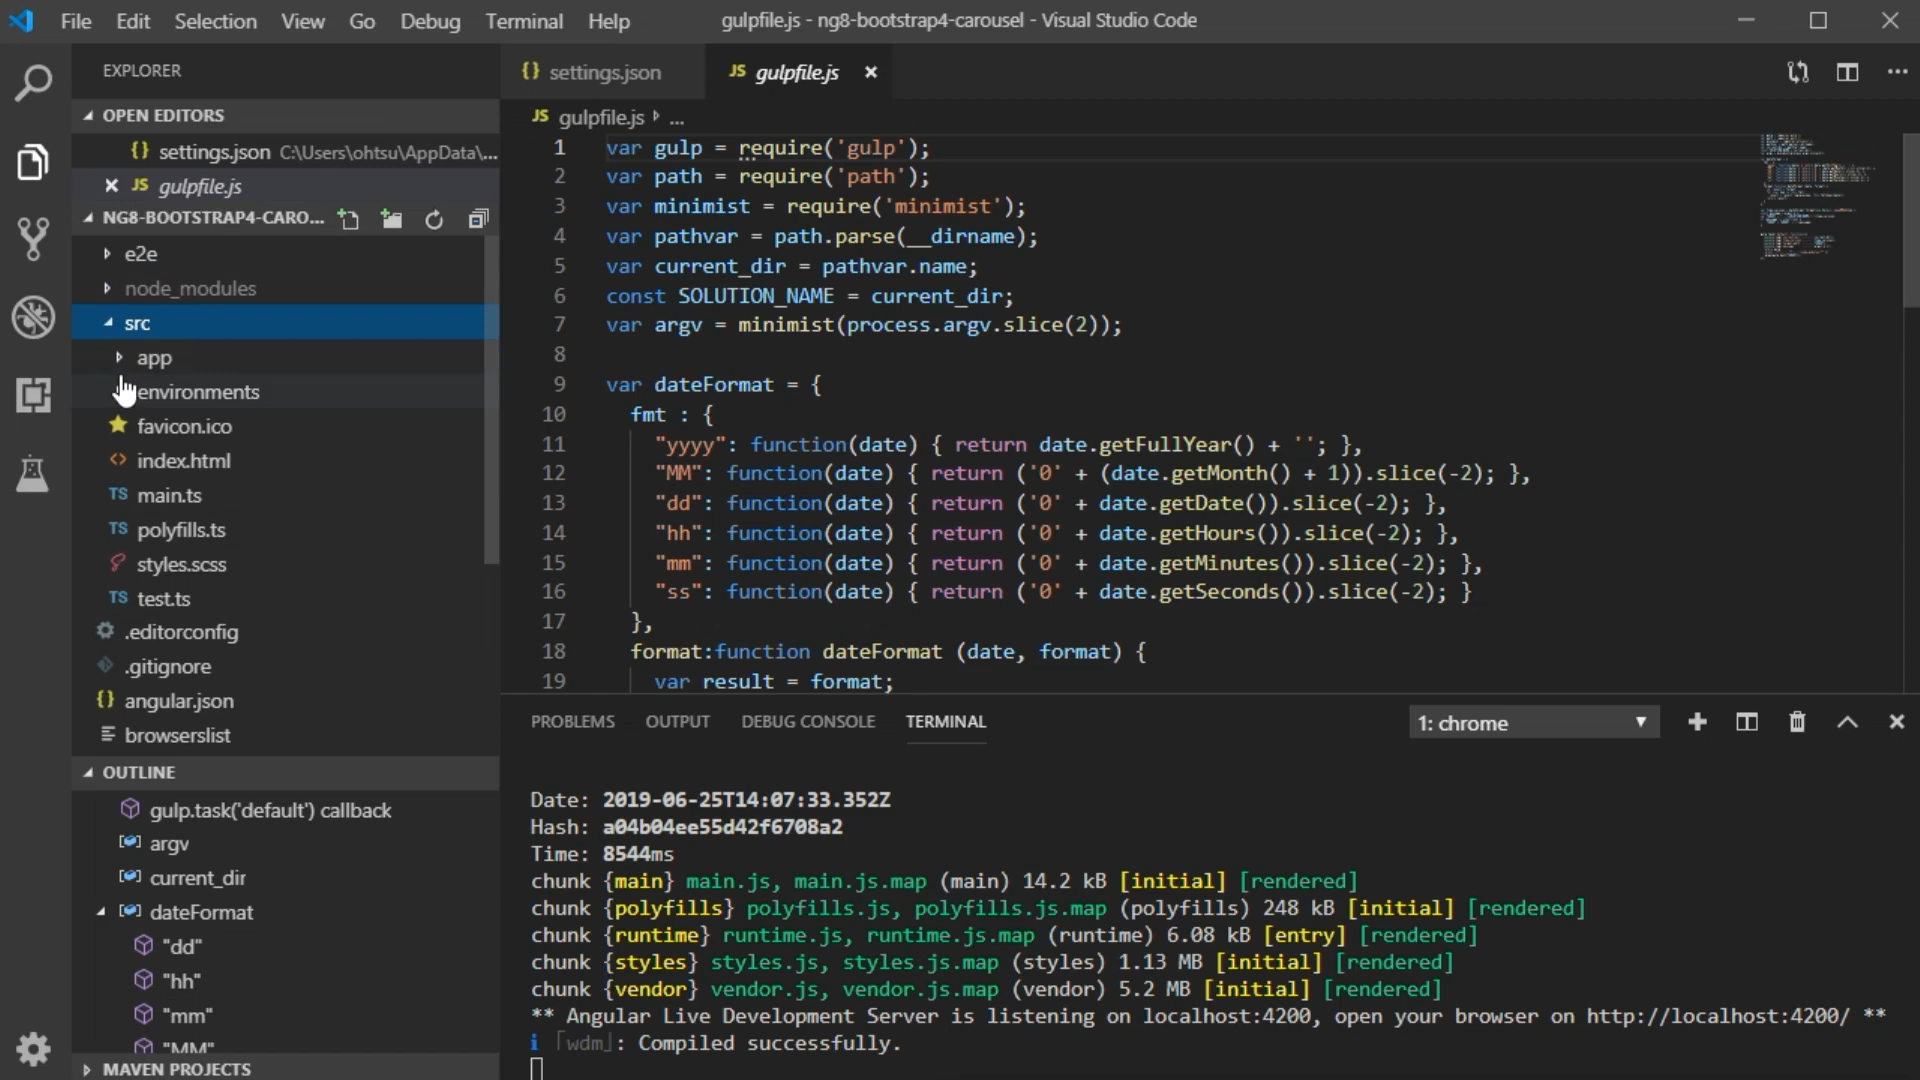 File Edit Selection View Go Debug Terminal Help
gulpfile.js - ng8-bootstrap4-carousel - Visual Studio Code
EXPLORER
OPEN EDITORS
{} settings.json C:\Users\ohtsu\AppData\...
JS gulpfile.js
NG8-BOOTSTRAP4-CARO...
e2e
node_modules
src
app
environments
favicon.ico
<> index.html
TS main.ts
TS polyfills.ts
styles.scss
TS test.ts
.editorconfig
.gitignore
{} angular.json
browserslist
OUTLINE
gulp.task('default') callback
argv
current_dir
dateFormat
"dd"
"hh"
"mm"
"MM"
MAVEN PROJECTS
{} settings.json
JS gulpfile.js
JS gulpfile.js ...
1 var gulp = require('gulp');
2 var path = require('path');
3 var minimist = require('minimist');
4 var pathvar = path.parse(__dirname);
5 var current_dir = pathvar.name;
6 const SOLUTION_NAME = current_dir;
7 var argv = minimist(process.argv.slice(2));
8
9 var dateFormat = {
10 fmt : {
11 "yyyy": function(date) { return date.getFullYear() + ''; },
12 "MM": function(date) { return ('0' + (date.getMonth() + 1)).slice(-2); },
13 "dd": function(date) { return ('0' + date.getDate()).slice(-2); },
14 "hh": function(date) { return ('0' + date.getHours()).slice(-2); },
15 "mm": function(date) { return ('0' + date.getMinutes()).slice(-2); },
16 "ss": function(date) { return ('0' + date.getSeconds()).slice(-2); }
17 },
18 format:function dateFormat (date, format) {
19 var result = format;
PROBLEMS OUTPUT DEBUG CONSOLE TERMINAL
1: chrome
Date: 2019-06-25T14:07:33.352Z
Hash: a04b04ee55d42f6708a2
Time: 8544ms
chunk {main} main.js, main.js.map (main) 14.2 kB [initial] [rendered]
chunk {polyfills} polyfills.js, polyfills.js.map (polyfills) 248 kB [initial] [rendered]
chunk {runtime} runtime.js, runtime.js.map (runtime) 6.08 kB [entry] [rendered]
chunk {styles} styles.js, styles.js.map (styles) 1.13 MB [initial] [rendered]
chunk {vendor} vendor.js, vendor.js.map (vendor) 5.2 MB [initial] [rendered]
** Angular Live Development Server is listening on localhost:4200, open your browser on http://localhost:4200/ **
i ｢wdm｣: Compiled successfully.